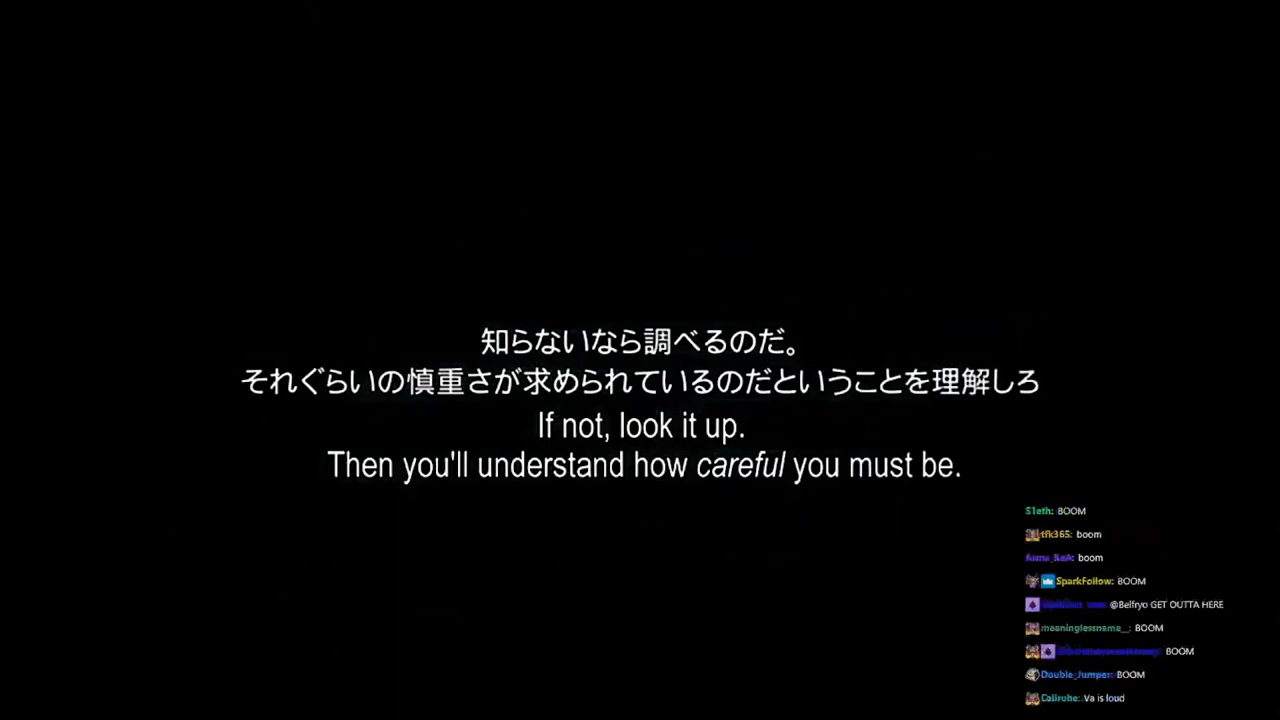 知らないなら調べるのだ。
それぐらいの慎重さが求められているのだということを理解しろ
If not, look it up.
Then you'll understand how careful you must be.
S1eth: BOOM
tfk365: boom
boom
SparkFollow: BOOM
@Belfryo GET OUTTA HERE
meaninglessname__: BOOM
BOOM
Double_Jumper: BOOM
Calirohe: Va is loud